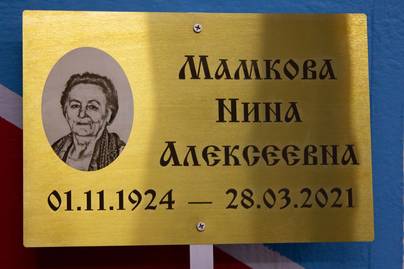 Мамкова
Нина
Алексеевна
01.11.1924 — 28.03.2021